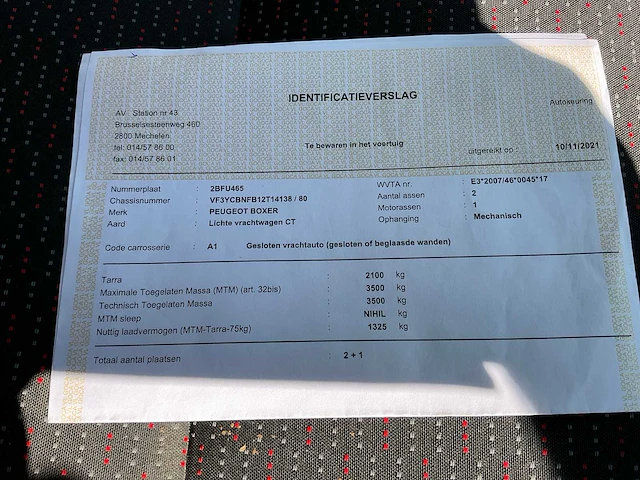 IDENTIFICATIEVERSLAG
Autokeuring
AV Station nr.43
Brusselsesteenweg 460
2800 Mechelen
tel: 014/57 86 00
fax: 014/57 86 01
Te bewaren in het voertuig
uitgereikt op : 10/11/2021
Nummerplaat : 2BFU465
WVTA nr. : E3*2007/46*0045*17
Chassisnummer : VF3YCBNFB12T14138 / 80
Aantal assen : 2
Merk : PEUGEOT BOXER
Motorassen : 1
Aard : Lichte vrachtwagen CT
Ophanging : Mechanisch
Code carrosserie : A1 Gesloten vrachtauto (gesloten of beglaasde wanden)
Tarra : 2100 kg
Maximale Toegelaten Massa (MTM) (art. 32bis) : 3500 kg
Technisch Toegelaten Massa : 3500 kg
MTM sleep : NIHIL kg
Nuttig laadvermogen (MTM-Tarra-75kg) : 1325 kg
Totaal aantal plaatsen : 2 + 1